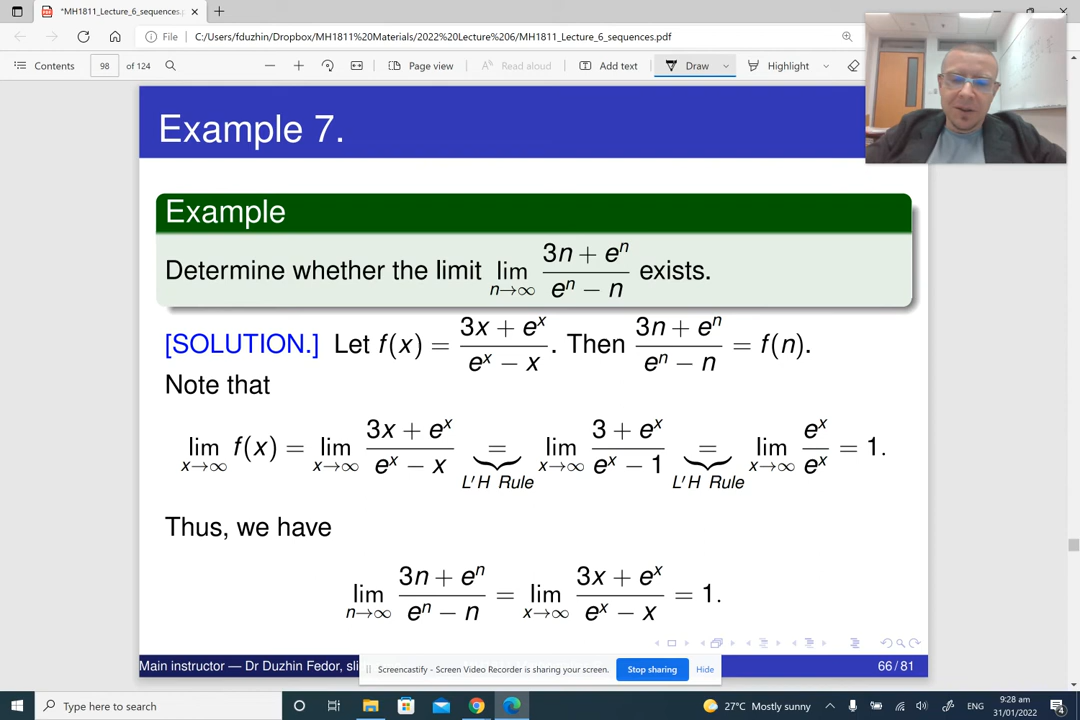 *MH1811_Lecture_6_sequences.p
File C:/Users/fduzhin/Dropbox/MH1811%20Materials/2022%20Lecture%206/MH1811_Lecture_6_sequences.pdf
Contents 98 of 124 Page view Read aloud Add text Draw Highlight
Example 7.
Example
Determine whether the limit lim_{n→∞} (3n + e^n)/(e^n − n) exists.
[SOLUTION.] Let f(x) = (3x + e^x)/(e^x − x). Then (3n + e^n)/(e^n − n) = f(n).
Note that
lim_{x→∞} f(x) = lim_{x→∞} (3x + e^x)/(e^x − x) =_{L′H Rule} lim_{x→∞} (3 + e^x)/(e^x − 1) =_{L′H Rule} lim_{x→∞} e^x/e^x = 1.
Thus, we have
lim_{n→∞} (3n + e^n)/(e^n − n) = lim_{x→∞} (3x + e^x)/(e^x − x) = 1.
Main instructor — Dr Duzhin Fedor, sli
66/81
Screencastify - Screen Video Recorder is sharing your screen. Stop sharing Hide
Type here to search
27°C Mostly sunny
ENG
9:28 am
31/01/2022
4